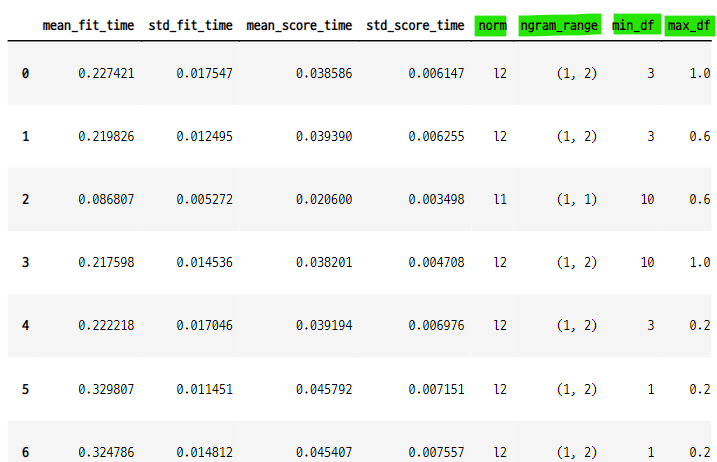 mean_fit_time std_fit_time mean_score_time std_score_time norm ngram_range min_df max_df
0 0.227421 0.017547 0.038586 0.006147 l2 (1, 2) 3 1.0
1 0.219826 0.012495 0.039390 0.006255 l2 (1, 2) 3 0.6
2 0.086807 0.005272 0.020600 0.003498 l1 (1, 1) 10 0.6
3 0.217598 0.014536 0.038201 0.004708 l2 (1, 2) 10 1.0
4 0.222218 0.017046 0.039194 0.006976 l2 (1, 2) 3 0.2
5 0.329807 0.011451 0.045792 0.007151 l2 (1, 2) 1 0.2
6 0.324786 0.014812 0.045407 0.007557 l2 (1, 2) 1 0.2